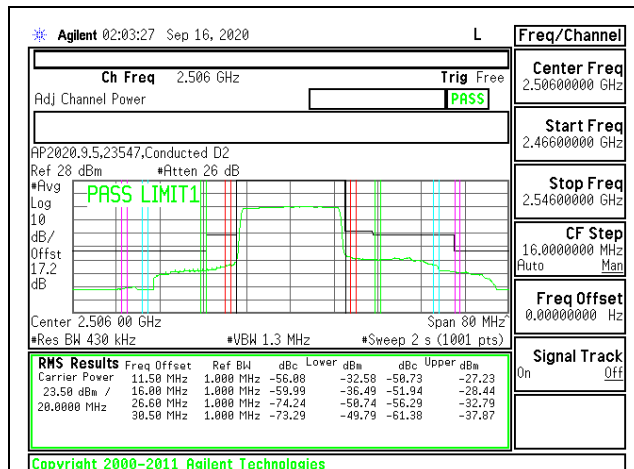 Agilent 02:03:27 Sep 16, 2020 L
Freq/Channel
Ch Freq 2.506 GHz Trig Free
Adj Channel Power PASS
Center Freq
2.50600000 GHz
Start Freq
2.46600000 GHz
Stop Freq
2.54600000 GHz
CF Step
16.0000000 MHz
Auto Man
Freq Offset
0.00000000 Hz
Signal Track
On Off
AP2020.9.5,23547,Conducted D2
Ref 28 dBm #Atten 26 dB
#Avg
Log
10
dB/
Offst
17.2
dB
PASS LIMIT1
Center 2.506 00 GHz Span 80 MHz
#Res BW 430 kHz #VBW 1.3 MHz #Sweep 2 s (1001 pts)
RMS Results Freq Offset Ref BW dBc Lower dBm dBc Upper dBm
Carrier Power 11.50 MHz 1.000 MHz -56.08 -32.58 -50.73 -27.23
23.50 dBm / 16.00 MHz 1.000 MHz -59.99 -36.49 -51.94 -28.44
20.0000 MHz 26.60 MHz 1.000 MHz -74.24 -50.74 -56.29 -32.79
30.50 MHz 1.000 MHz -73.29 -49.79 -61.38 -37.87
Copyright 2000-2011 Agilent Technologies